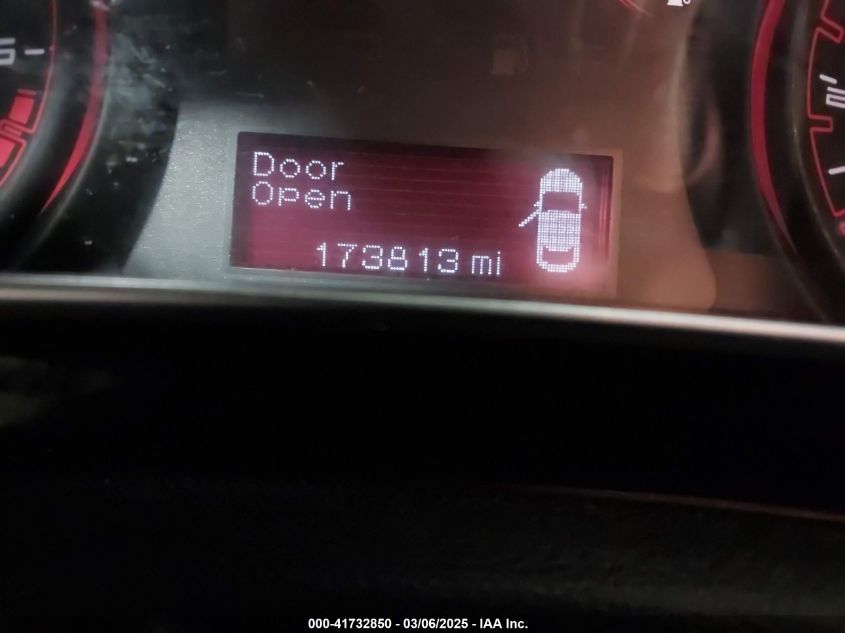 Door
Open
173813 mi
000-41732850 — 03/06/2025 - IAA, Inc.